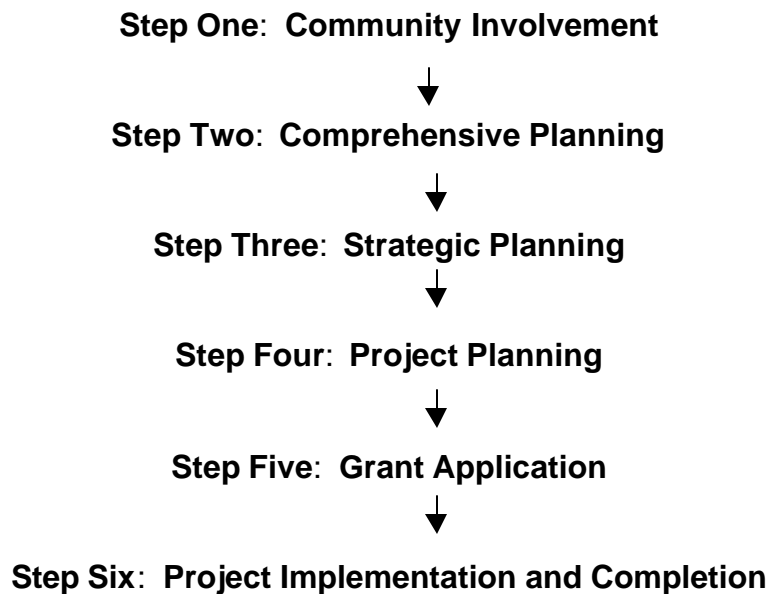 Step One: Community Involvement
Step Two: Comprehensive Planning
Step Three: Strategic Planning
Step Four: Project Planning
Step Five: Grant Application
Step Six: Project Implementation and Completion